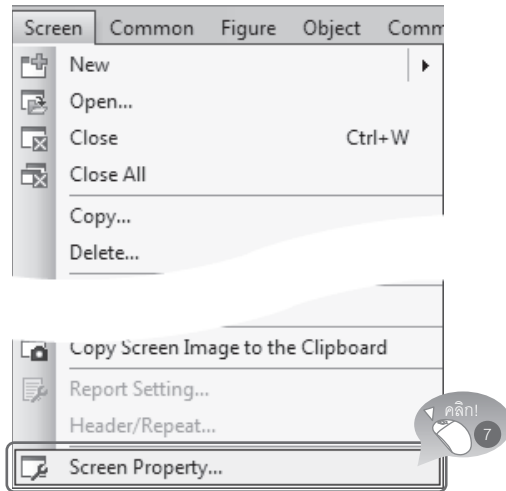 Screen Common Figure Object Comm
New
Open...
Close Ctrl+W
Close All
Copy...
Delete...
Copy Screen Image to the Clipboard
Report Setting...
Header/Repeat...
คลิก!
7
Screen Property...